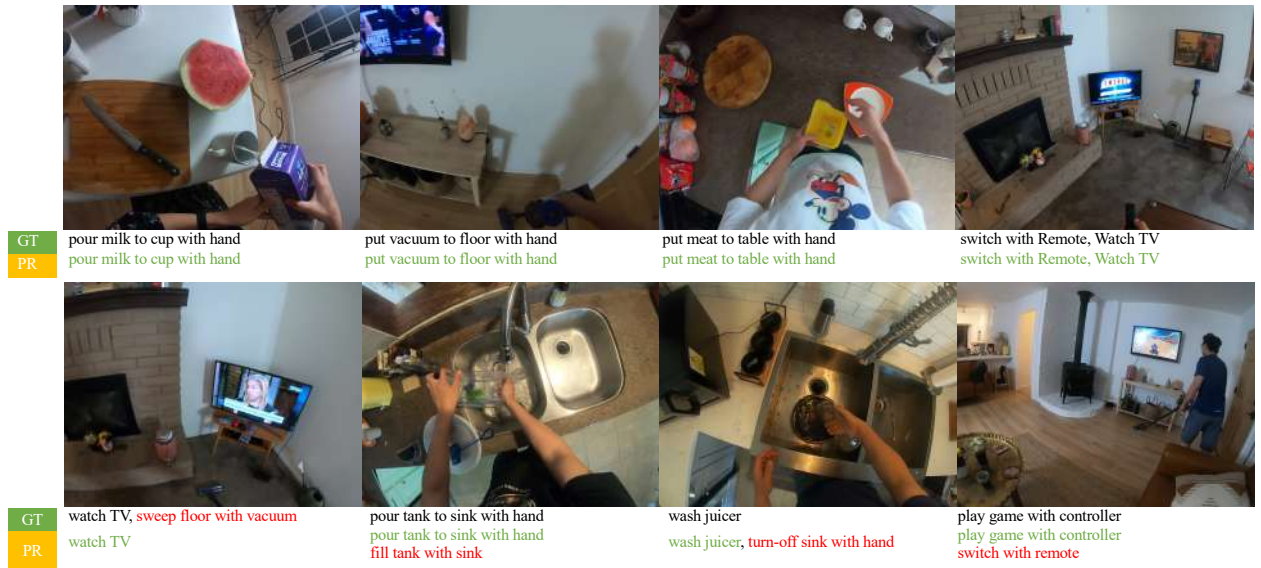 GT
pour milk to cup with hand
put vacuum to floor with hand
put meat to table with hand
switch with Remote, Watch TV
PR
pour milk to cup with hand
put vacuum to floor with hand
put meat to table with hand
switch with Remote, Watch TV
GT
watch TV, sweep floor with vacuum
pour tank to sink with hand
wash juicer
play game with controller
PR
watch TV
pour tank to sink with hand
fill tank with sink
wash juicer, turn-off sink with hand
play game with controller
switch with remote